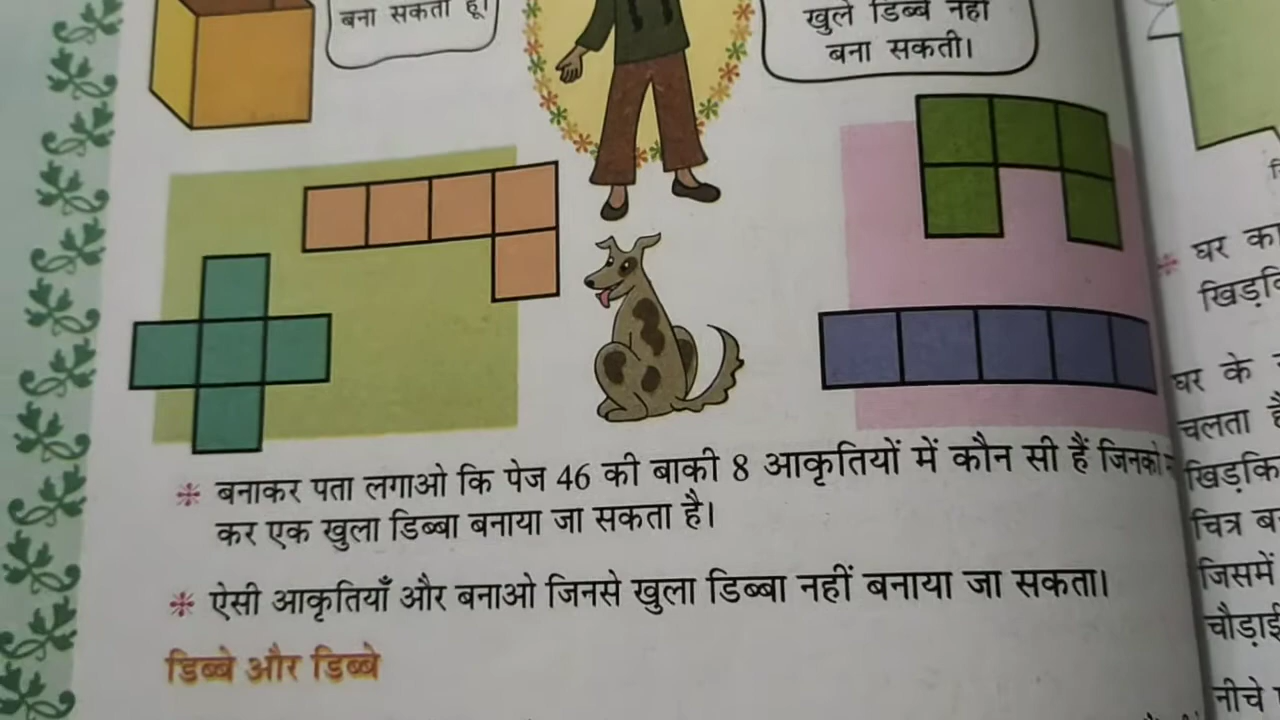 बना सकता हूँ।
खुले डिब्बे नहीं
बना सकती।
बनाकर पता लगाओ कि पेज 46 की बाकी 8 आकृतियों में कौन सी हैं जिनको
कर एक खुला डिब्बा बनाया जा सकता है।
ऐसी आकृतियाँ और बनाओ जिनसे खुला डिब्बा नहीं बनाया जा सकता।
डिब्बे और डिब्बे
घर का
घर के
चलता
चित्र
जिसमें
नीचे